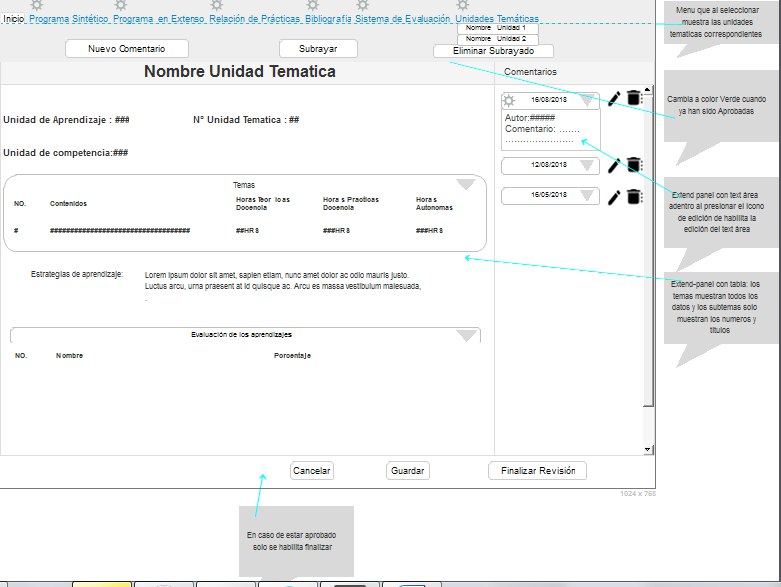 Inicio Programa Sintético Programa en Extenso Relación de Prácticas Bibliografía Sistema de Evaluación Unidades Temáticas
Nombre Unidad 1
Nombre Unidad 2
Nuevo Comentario
Subrayar
Eliminar Subrayado
Nombre Unidad Tematica
Comentarios
Unidad de Aprendizaje : ###
N° Unidad Tematica : ##
Unidad de competencia:###
Temas
NO.
Contenidos
Horas Teoricas
Docencia
Horas Practicas
Docencia
Horas
Autonomas
#
###################################
##HRS
###HRS
###HRS
Estrategias de aprendizaje:
Lorem ipsum dolor sit amet, sapien etiam, nunc amet dolor ac odio mauris justo.
Luctus arcu, urna praesent at id quisque ac. Arcu es massa vestibulum malesuada,
.
Evaluación de los aprendizajes
NO.
Nombre
Porcentaje
16/08/2018
Autor:#####
Comentario: .......
........................
12/08/2018
16/05/2018
Cancelar
Guardar
Finalizar Revisión
1024 x 768
Menu que al seleccionar
muestra las unidades
tematicas correspondientes
Cambia a color Verde cuando
ya han sido Aprobadas
Extend panel con text área
adentro al presionar el icono
de edición de habilita la
edición del text área
Extend-panel con tabla: los
temas muestran todos los
datos y los subtemas solo
muestran los numeros y
titulos
En caso de estar aprobado
solo se habilita finalizar